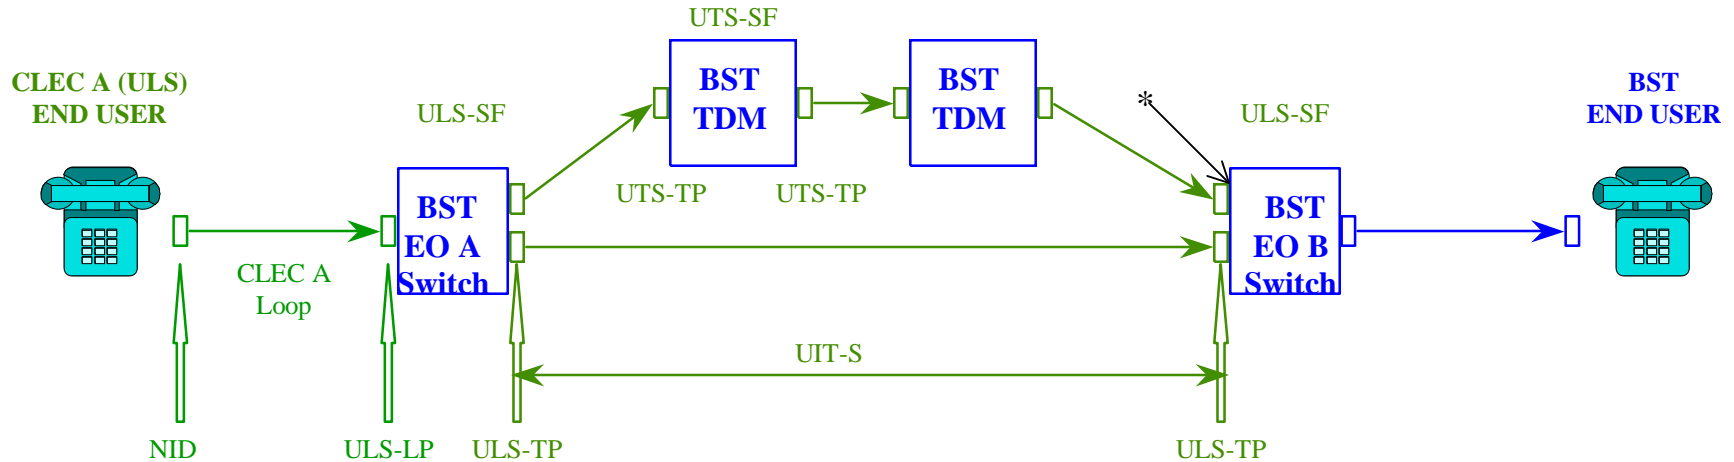 UTS-SF
CLEC A (ULS)
END USER
ULS-SF
BST
TDM
BST
TDM
*
ULS-SF
BST
END USER
UTS-TP
UTS-TP
BST
EO A
Switch
BST
EO B
Switch
CLEC A
Loop
UIT-S
NID
ULS-LP
ULS-TP
ULS-TP